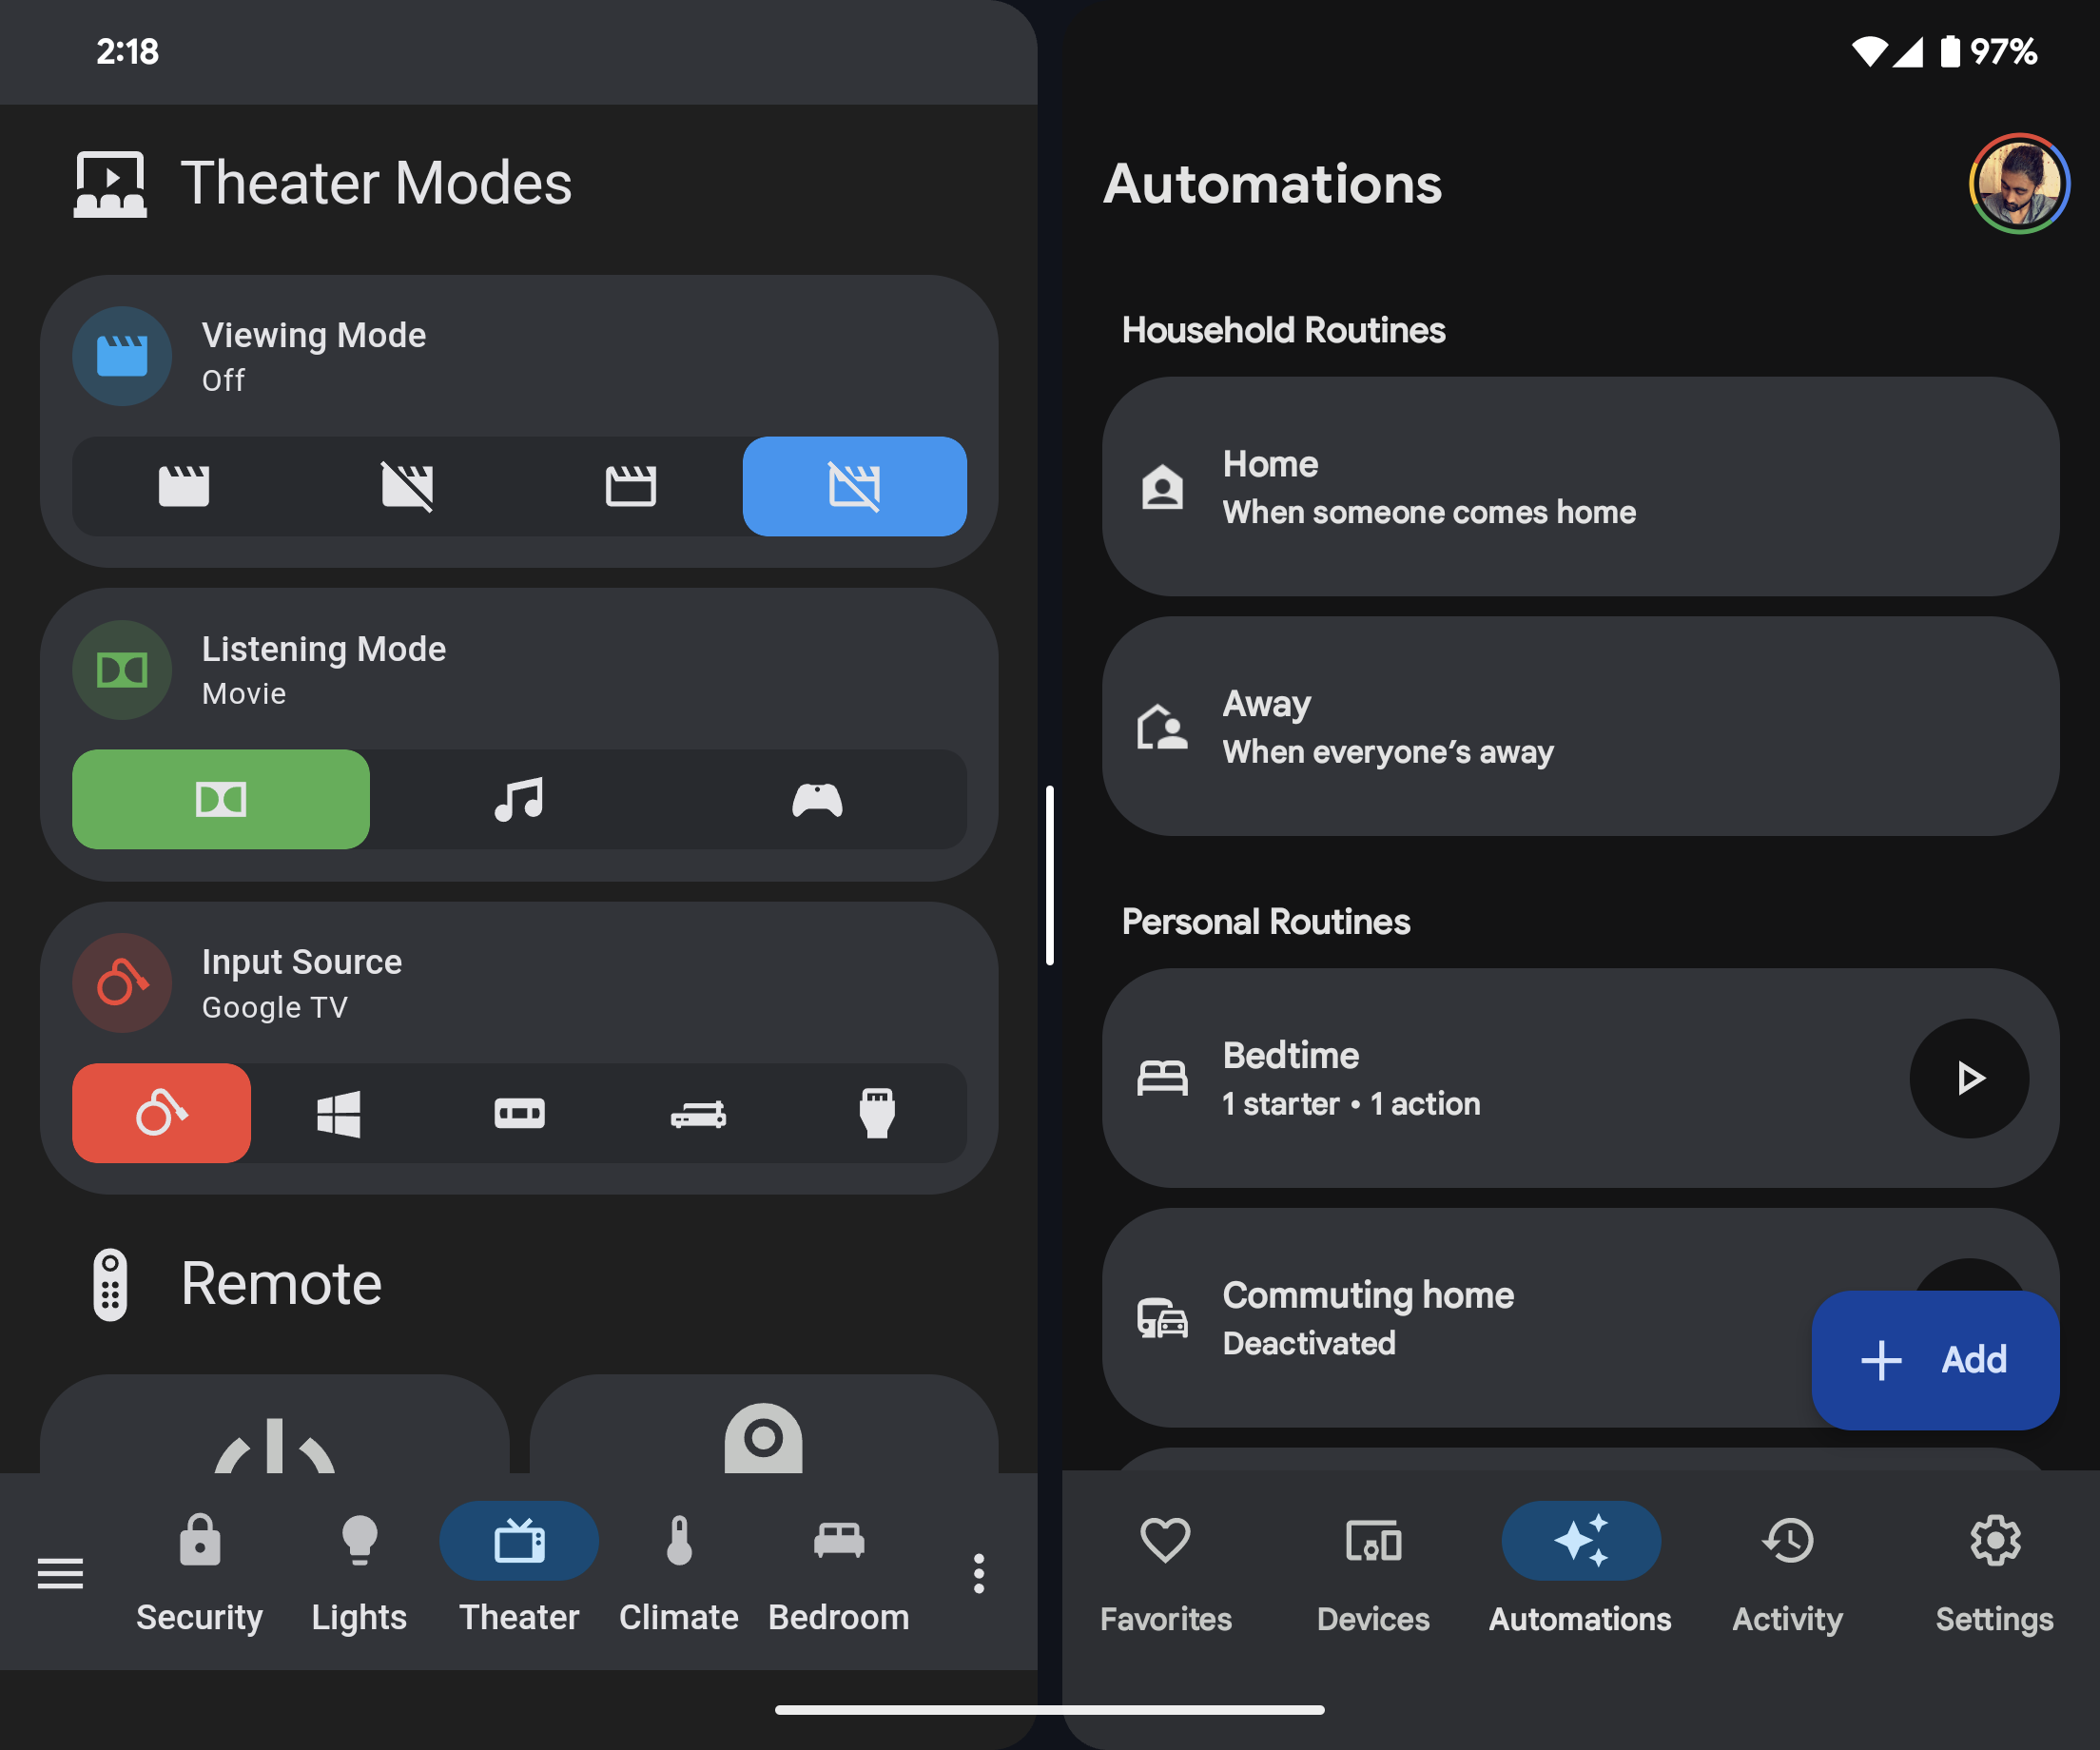 2:18
Theater Modes
Viewing Mode
Off
Listening Mode
Movie
Input Source
Google TV
Remote
Security
Lights
Theater
Climate
Bedroom
97%
Automations
Household Routines
Home
When someone comes home
Away
When everyone’s away
Personal Routines
Bedtime
1 starter • 1 action
Commuting home
Deactivated
Add
Favorites
Devices
Automations
Activity
Settings